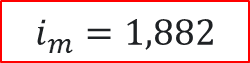 i_m = 1,882